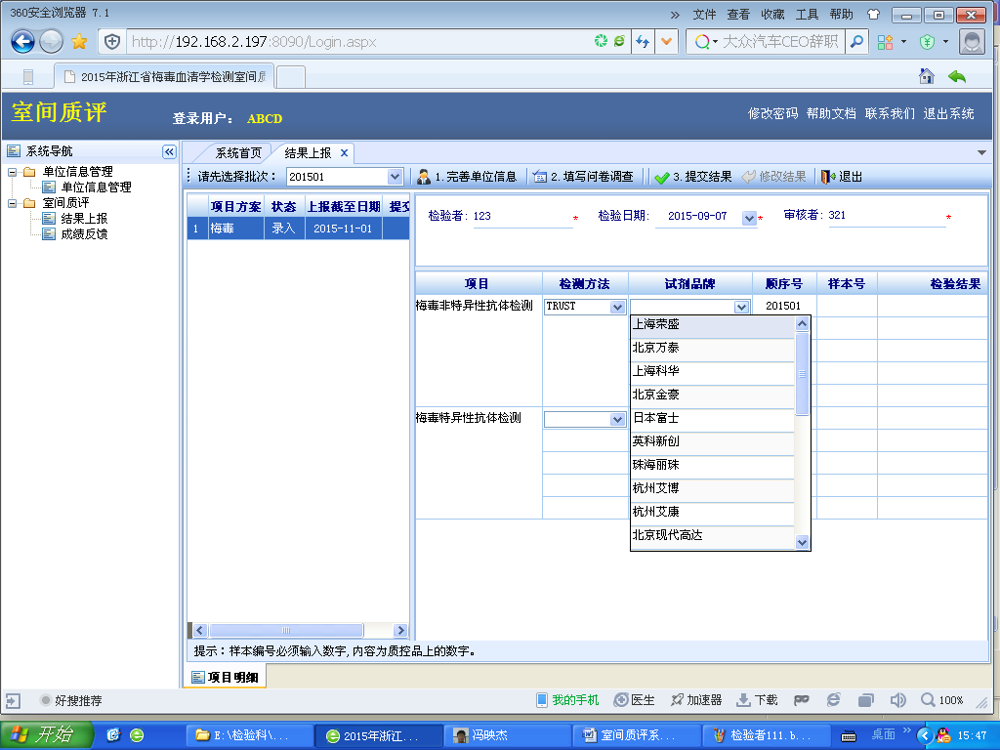 360安全浏览器 7.1
» 文件 查看 收藏 工具 帮助
http://192.168.2.197:8090/Login.aspx
大众汽车CEO辞职
2015年浙江省梅毒血清学检测室间质
室间质评
登录用户： ABCD
修改密码 帮助文档 联系我们 退出系统
系统导航
单位信息管理
单位信息管理
室间质评
结果上报
成绩反馈
系统首页 结果上报
请先选择批次： 201501 1.完善单位信息 2.填写问卷调查 3.提交结果 修改结果 退出
项目方案 状态 上报截至日期 提交
1 梅毒 录入 2015-11-01
检验者: 123 * 检验日期: 2015-09-07 * 审核者: 321 *
项目 检测方法 试剂品牌 顺序号 样本号 检验结果
梅毒非特异性抗体检测 TRUST 201501
上海荣盛
北京万泰
上海科华
北京金豪
梅毒特异性抗体检测
日本富士
英科新创
珠海丽珠
杭州艾博
杭州艾康
北京现代高达
提示：样本编号必须输入数字,内容为质控品上的数字。
项目明细
好搜推荐
我的手机 医生 加速器 下载 100%
开始 E:\检验科\... 2015年浙江... 冯映杰 室间质评系... 检验者111.b... 桌面 » 15:47